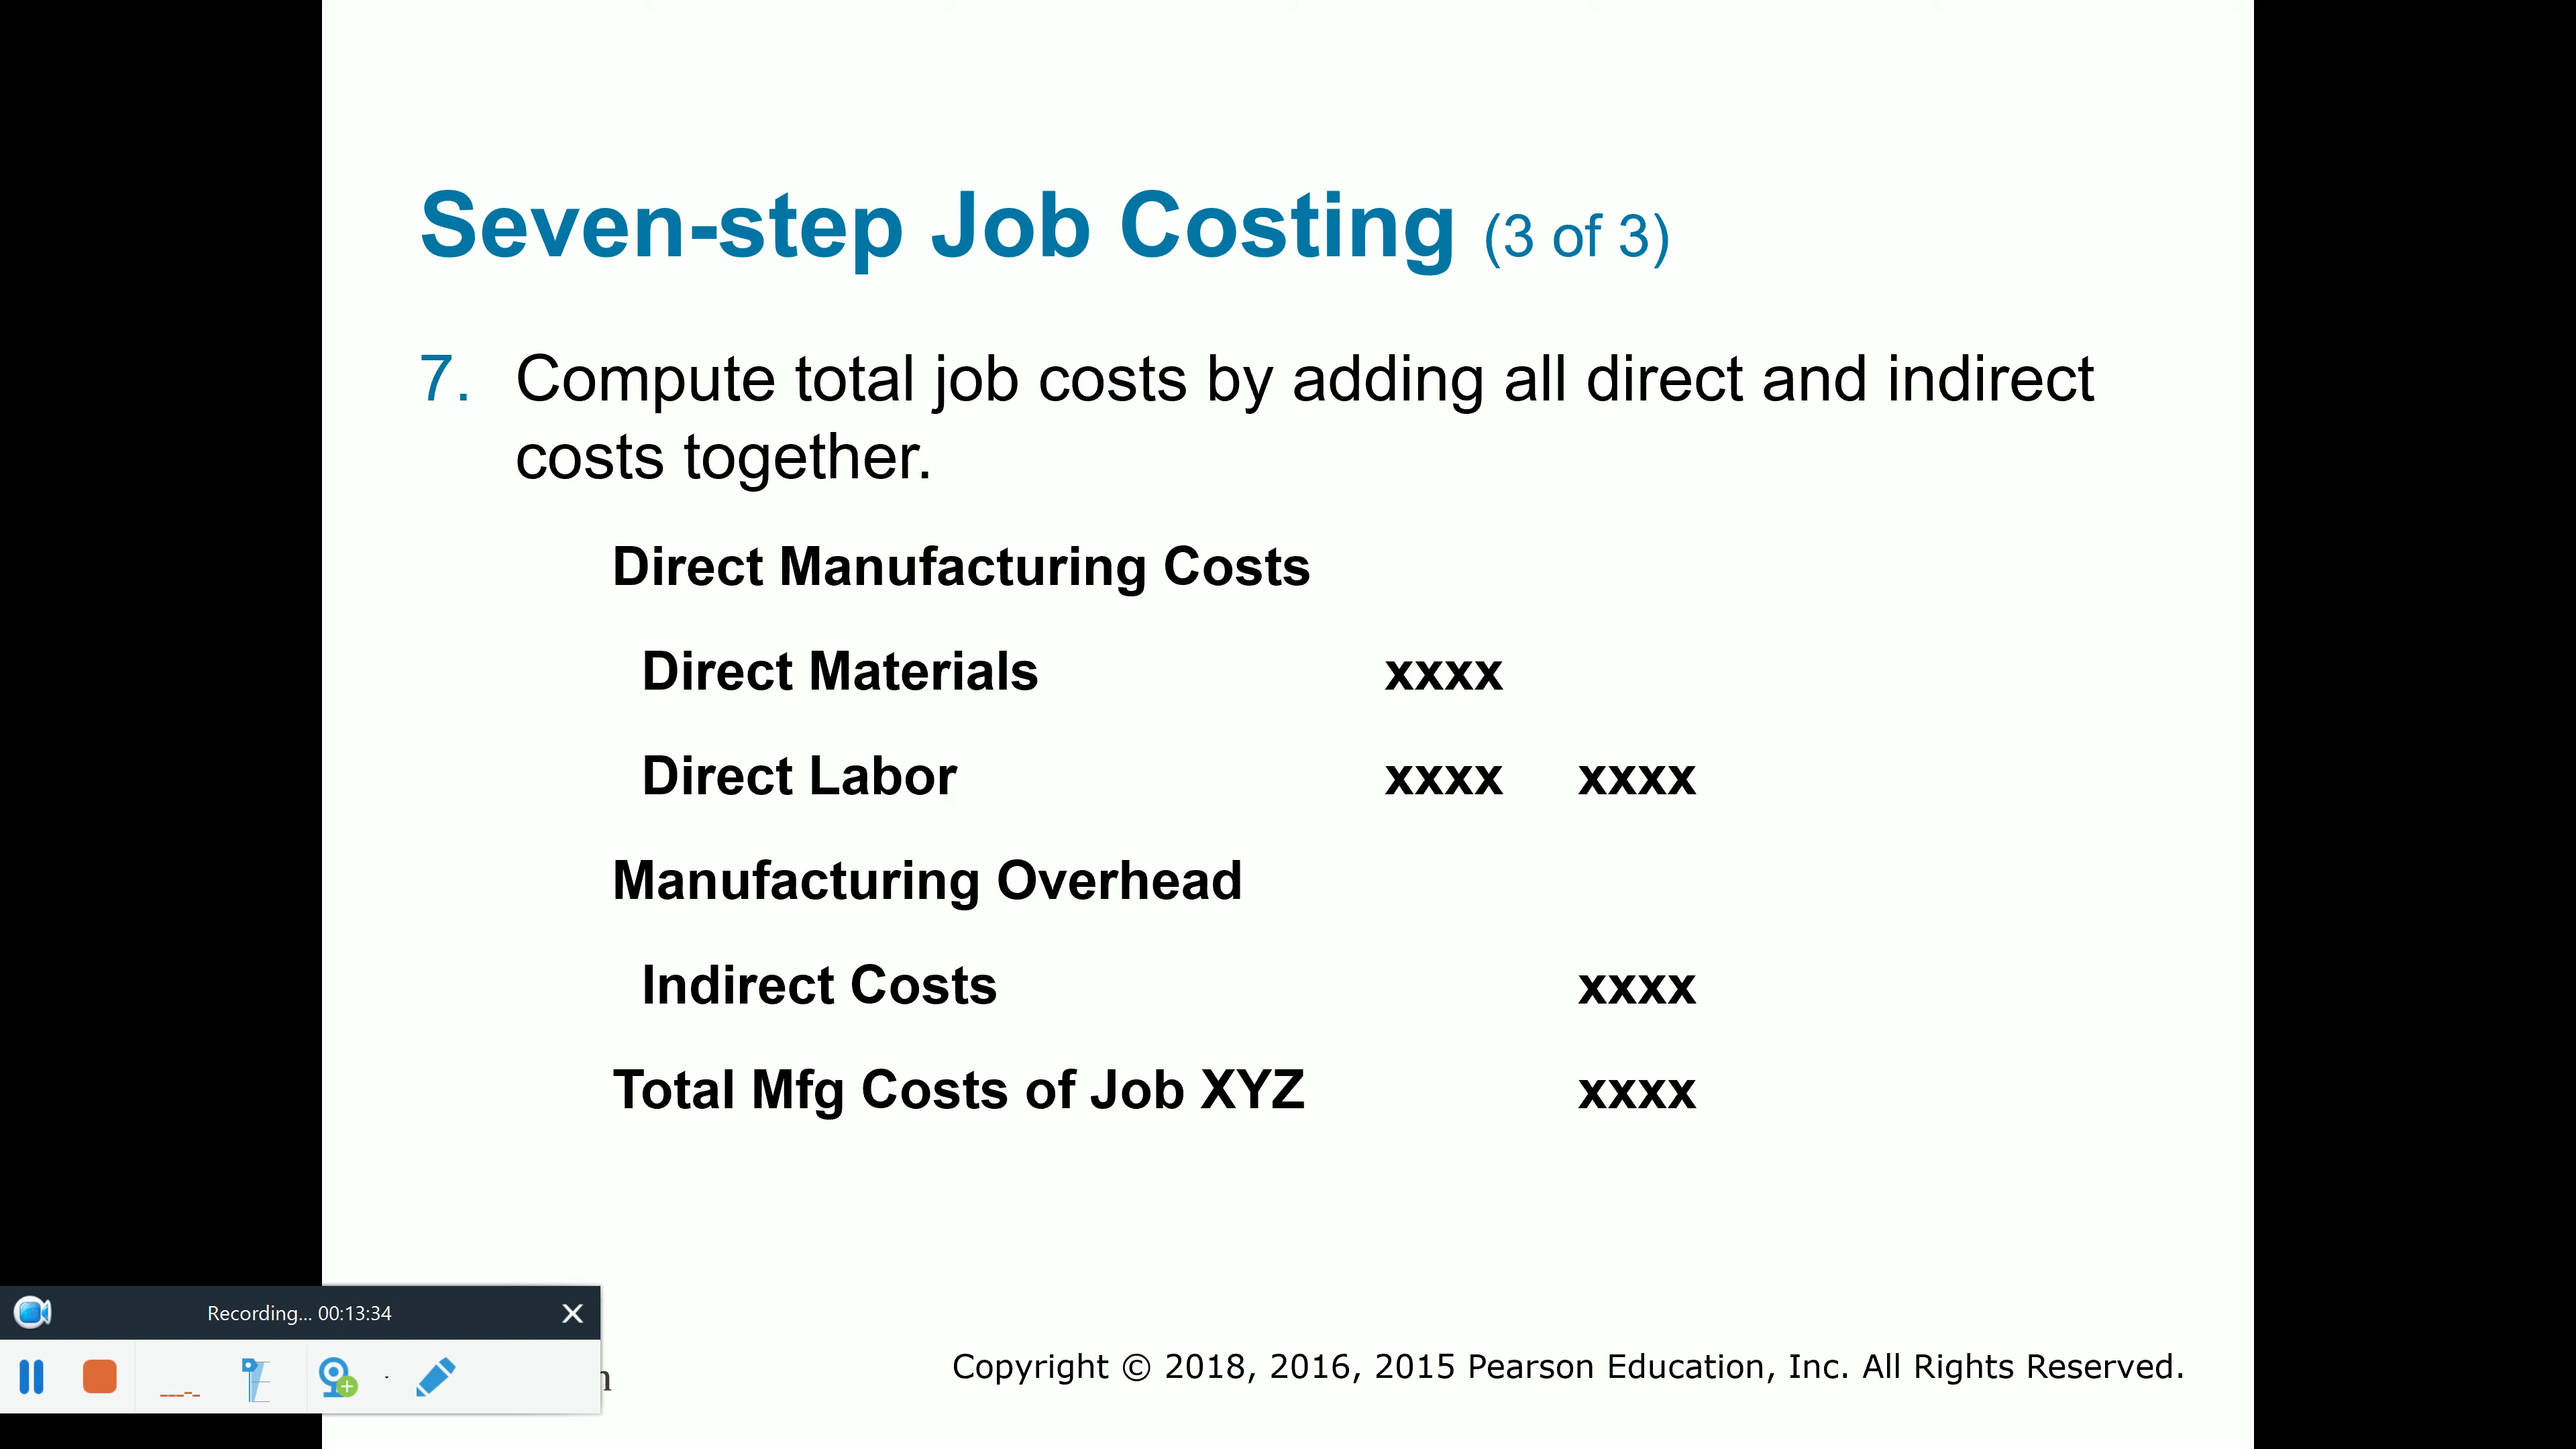 Seven-step Job Costing (3 of 3)
7. Compute total job costs by adding all direct and indirect
costs together.
Direct Manufacturing Costs
Direct Materials xxxx
Direct Labor xxxx xxxx
Manufacturing Overhead
Indirect Costs xxxx
Total Mfg Costs of Job XYZ xxxx
Recording... 00:13:34
Copyright © 2018, 2016, 2015 Pearson Education, Inc. All Rights Reserved.